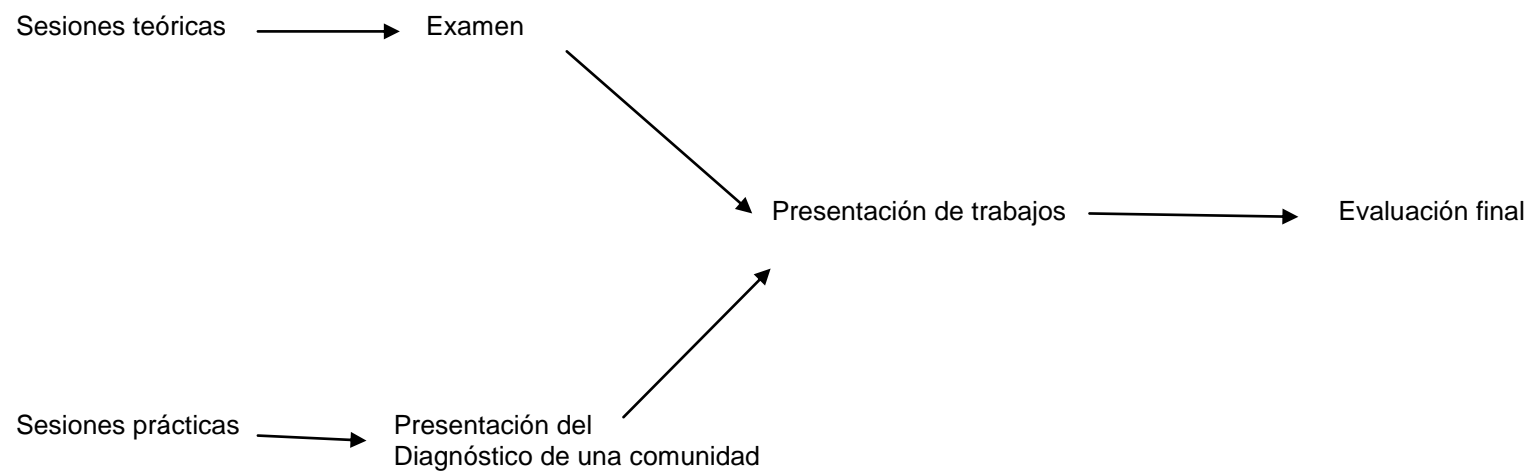 Sesiones teóricas
Examen
Presentación de trabajos
Evaluación final
Sesiones prácticas
Presentación del
Diagnóstico de una comunidad